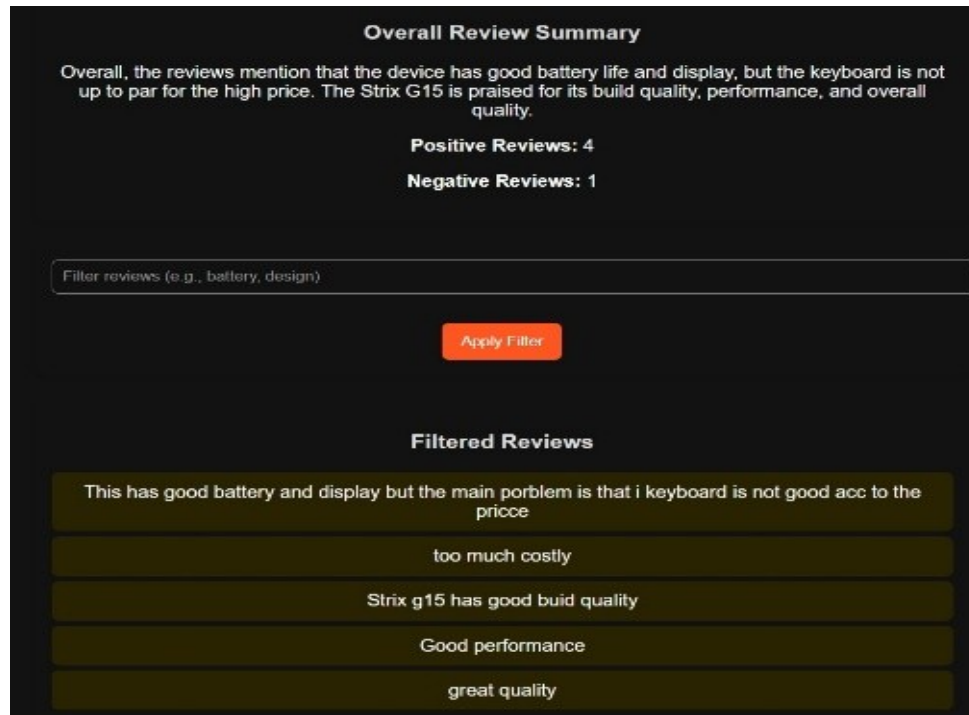 Overall Review Summary
Overall, the reviews mention that the device has good battery life and display, but the keyboard is not
up to par for the high price. The Strix G15 is praised for its build quality, performance, and overall
quality.
Positive Reviews: 4
Negative Reviews: 1
Filter reviews (e.g., battery, design)
Apply Filter
Filtered Reviews
This has good battery and display but the main porblem is that i keyboard is not good acc to the
pricce
too much costly
Strix g15 has good buid quality
Good performance
great quality